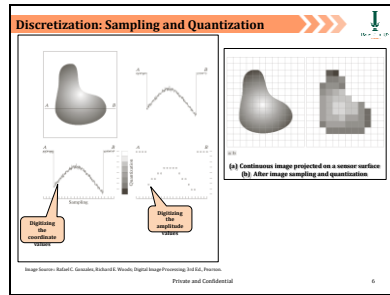 Discretization: Sampling and Quantization
A
B
A
B
A
B
A
B
Quantization
Sampling
Digitizing
the
coordinate
values
Digitizing
the
amplitude
values
(a) Continuous image projected on a sensor surface
(b) After image sampling and quantization
Image Source: Rafael C. Gonzalez, Richard E. Woods, Digital Image Processing, 3rd Ed., Pearson.
Private and Confidential
6